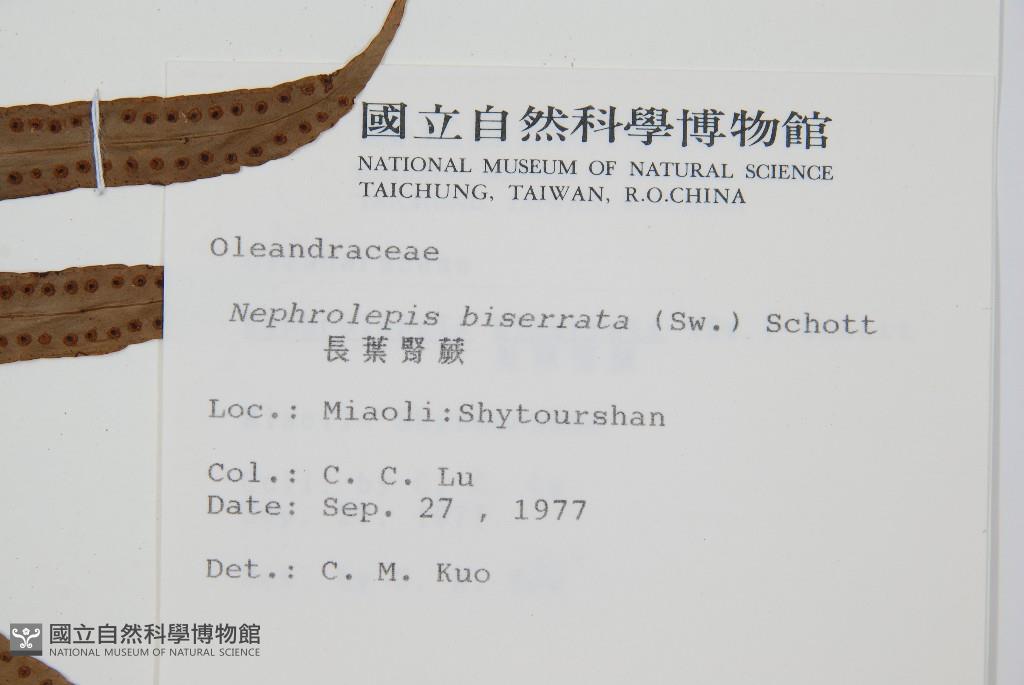 國立自然科學博物館
NATIONAL MUSEUM OF NATURAL SCIENCE
TAICHUNG, TAIWAN, R.O.CHINA
Oleandraceae
Nephrolepis biserrata (Sw.) Schott
長葉腎蕨
Loc.: Miaoli:Shytourshan
Col.: C. C. Lu
Date: Sep. 27 , 1977
Det.: C. M. Kuo
國立自然科學博物館
NATIONAL MUSEUM OF NATURAL SCIENCE